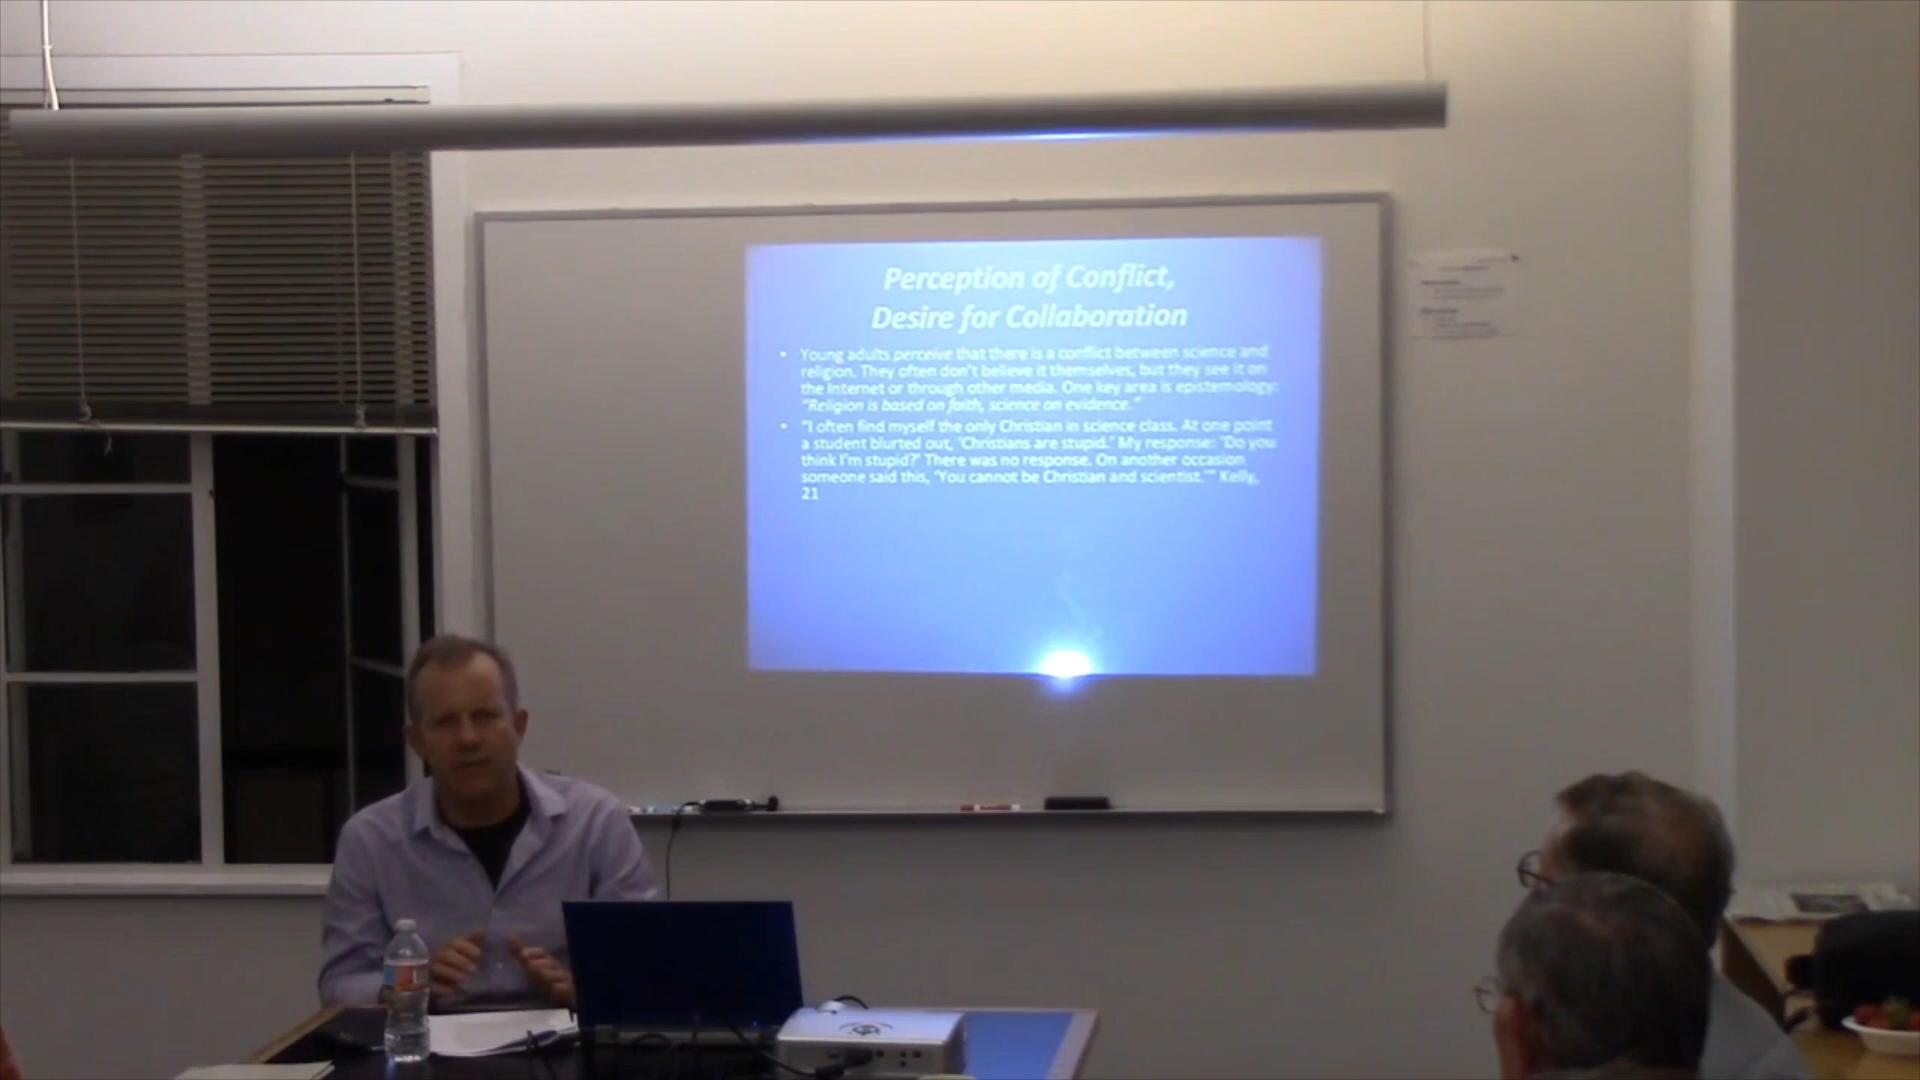 Perception of Conflict,
Desire for Collaboration
• Young adults perceive that there is a conflict between science and
religion. They often don't believe it themselves, but they see it on
the Internet or through other media. One key area is epistemology:
"Religion is based on faith, science on evidence."
• "I often find myself the only Christian in science class. At one point
a student blurted out, 'Christians are stupid.' My response: 'Do you
think I'm stupid?' There was no response. On another occasion
someone said this, 'You cannot be Christian and scientist.'" Kelly,
21